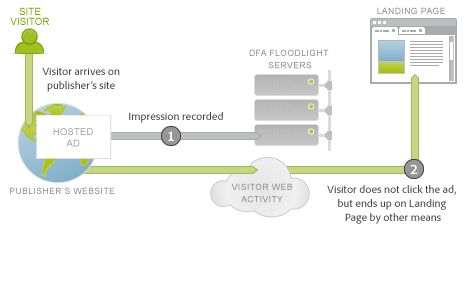 SITE
VISITOR
LANDING PAGE
DFA FLOODLIGHT
SERVERS
Visitor arrives on
publisher's site
Impression recorded
HOSTED
AD
1
PUBLISHER'S WEBSITE
VISITOR WEB
ACTIVITY
2
Visitor does not click the ad,
but ends up on Landing
Page by other means